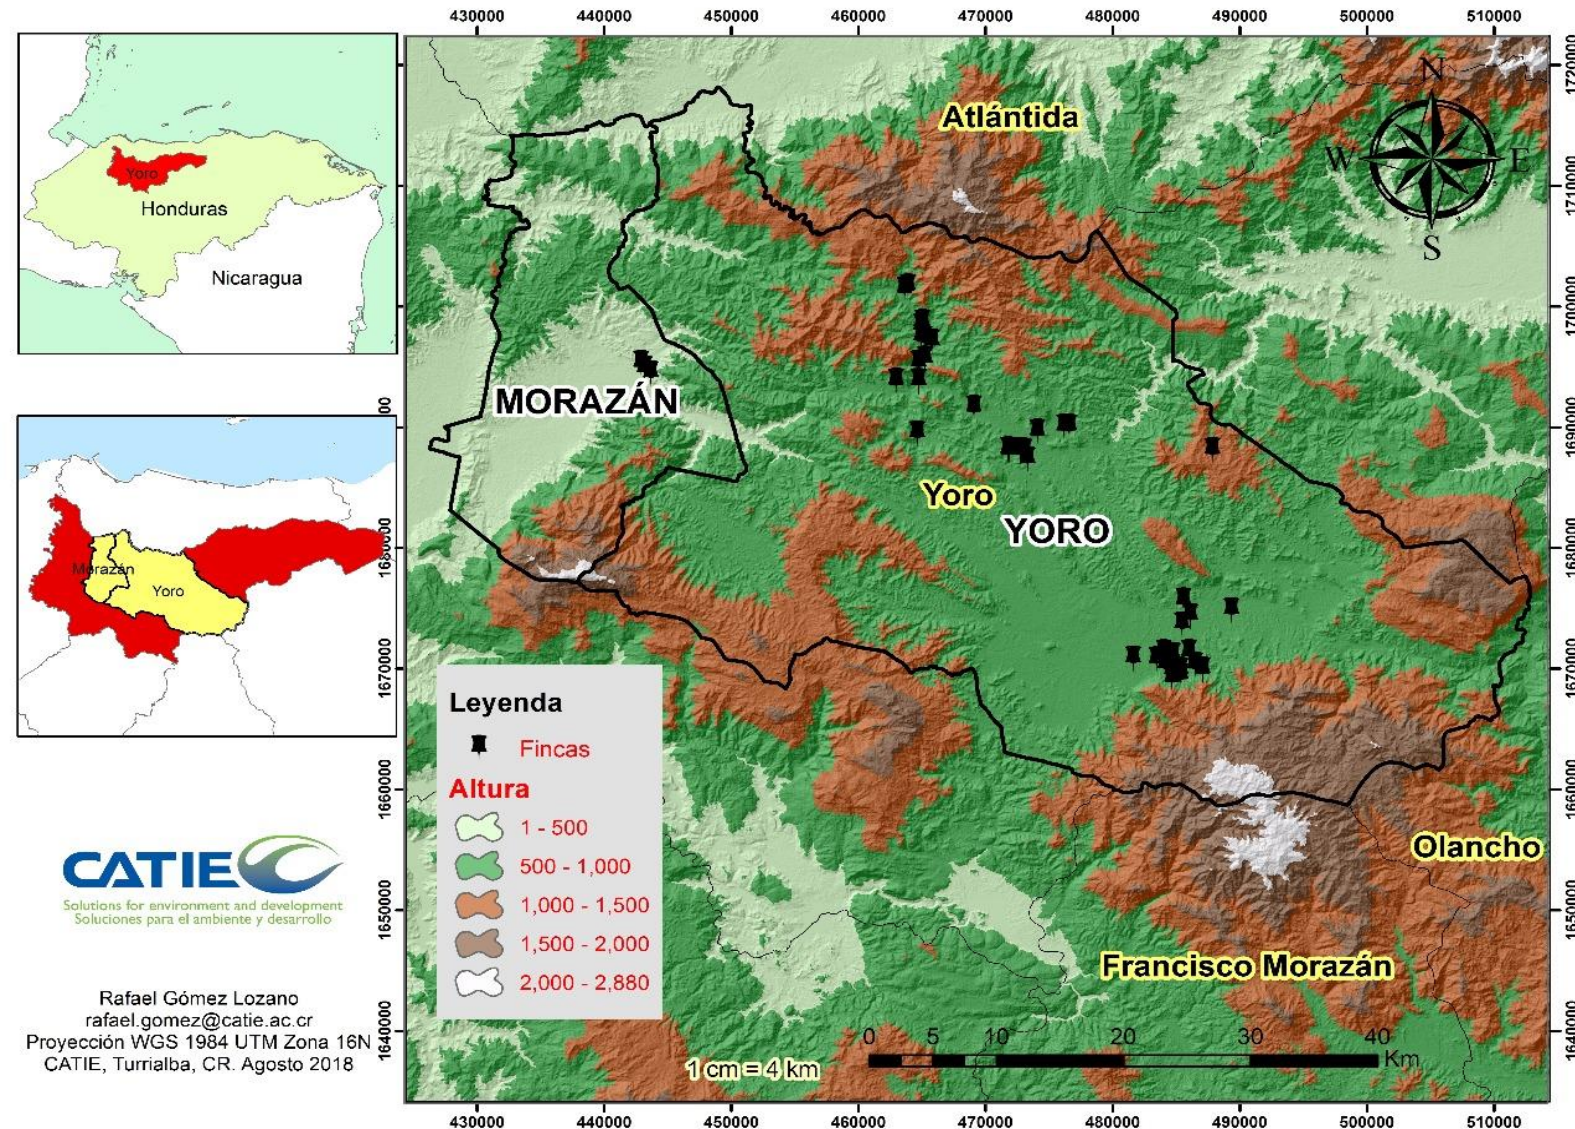 430000 440000 450000 460000 470000 480000 490000 500000 510000
Yoro
Honduras
Nicaragua
Morazán
Yoro
CATIE
Solutions for environment and development
Soluciones para el ambiente y desarrollo
Rafael Gómez Lozano
rafael.gomez@catie.ac.cr
Proyección WGS 1984 UTM Zona 16N
CATIE, Turrialba, CR. Agosto 2018
1680000
1670000
1660000
1650000
1640000
Atlántida
N
W E
S
MORAZÁN
Yoro
YORO
Olancho
Francisco Morazán
Leyenda
Fincas
Altura
1 - 500
500 - 1,000
1,000 - 1,500
1,500 - 2,000
2,000 - 2,880
0 5 10 20 30 40
Km
1 cm = 4 km
1720000
1710000
1700000
1690000
1680000
1670000
1660000
1650000
1640000
430000 440000 450000 460000 470000 480000 490000 500000 510000